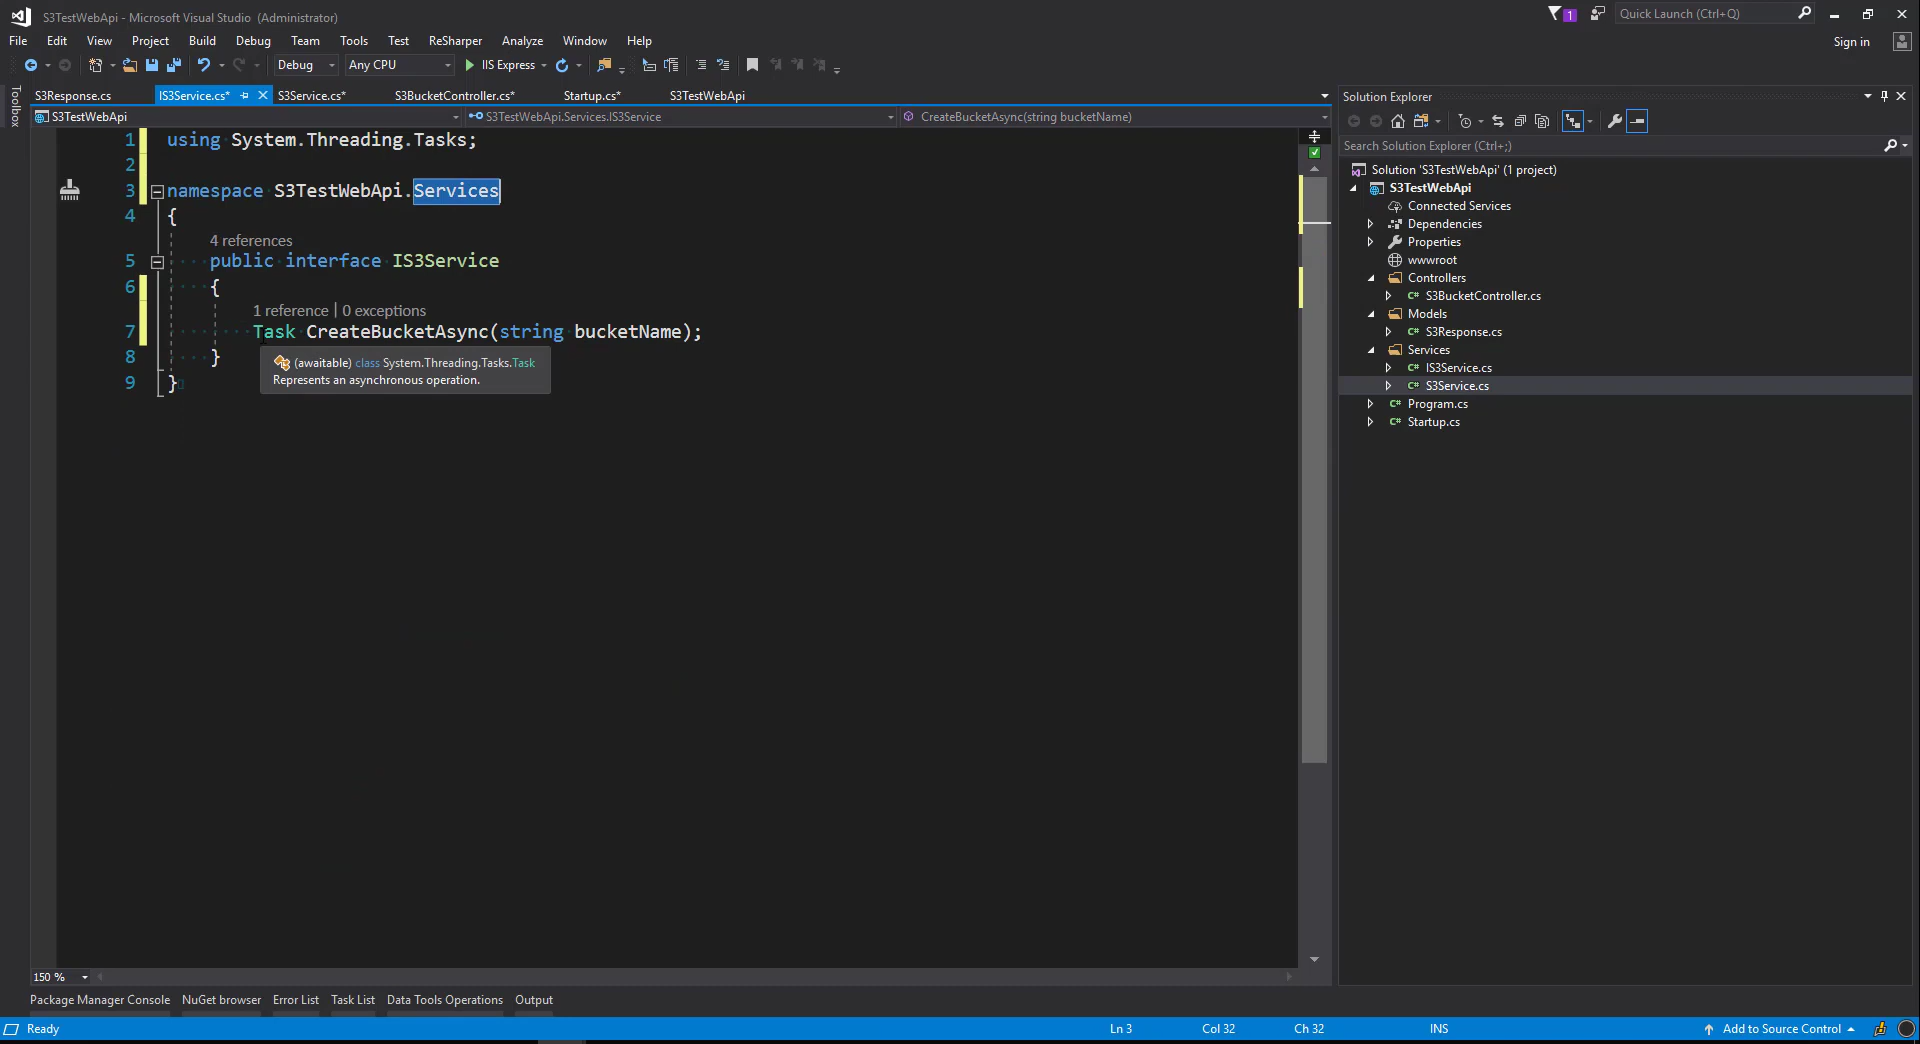 S3TestWebApi - Microsoft Visual Studio (Administrator)
1
Quick Launch (Ctrl+Q)
File Edit View Project Build Debug Team Tools Test ReSharper Analyze Window Help
Sign in
Debug Any CPU IIS Express
Toolbox
S3Response.cs IS3Service.cs* S3Service.cs* S3BucketController.cs* Startup.cs* S3TestWebApi
S3TestWebApi S3TestWebApi.Services.IS3Service CreateBucketAsync(string bucketName)
1 using System.Threading.Tasks;
2
3 namespace S3TestWebApi.Services
4 {
4 references
5 public interface IS3Service
6 {
1 reference | 0 exceptions
7 Task CreateBucketAsync(string bucketName);
8 }
(awaitable) class System.Threading.Tasks.Task
Represents an asynchronous operation.
9 }
150 %
Solution Explorer
Search Solution Explorer (Ctrl+;)
Solution 'S3TestWebApi' (1 project)
S3TestWebApi
Connected Services
Dependencies
Properties
wwwroot
Controllers
C# S3BucketController.cs
Models
C# S3Response.cs
Services
C# IS3Service.cs
C# S3Service.cs
C# Program.cs
C# Startup.cs
Package Manager Console NuGet browser Error List Task List Data Tools Operations Output
Ready Ln 3 Col 32 Ch 32 INS Add to Source Control